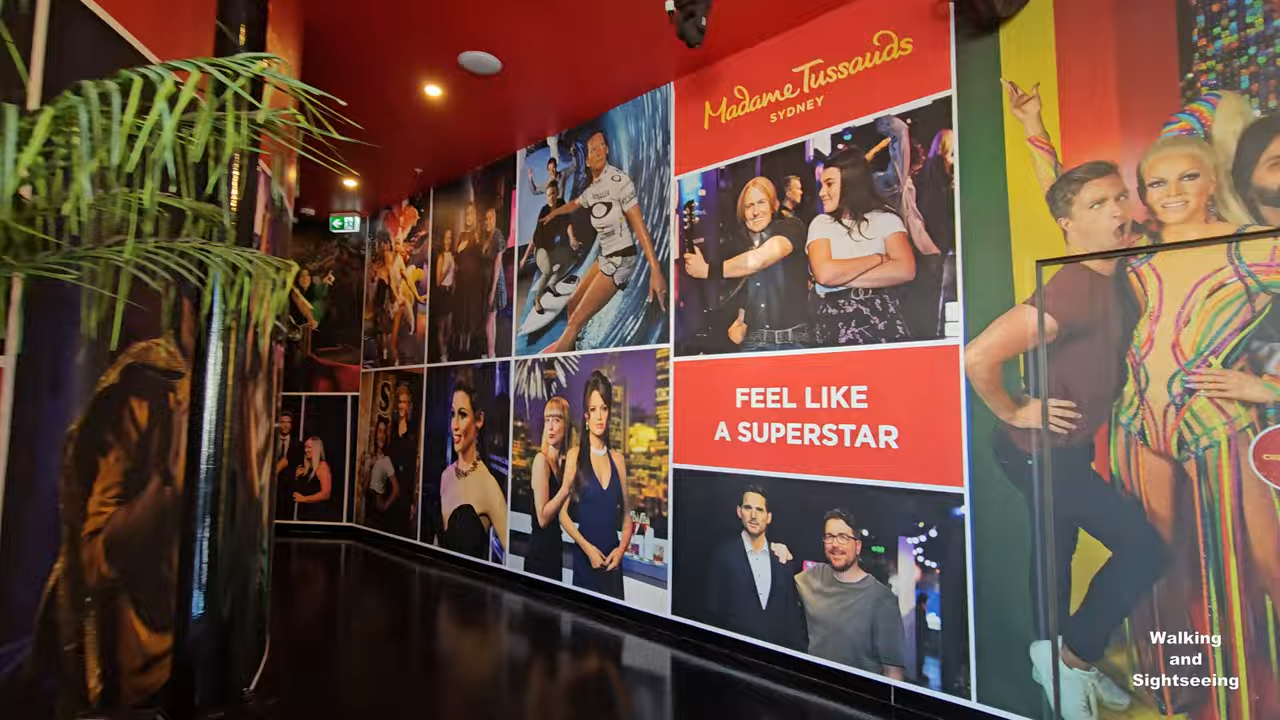 Madame Tussauds
SYDNEY
FEEL LIKE
A SUPERSTAR
S
Walking
and
Sightseeing